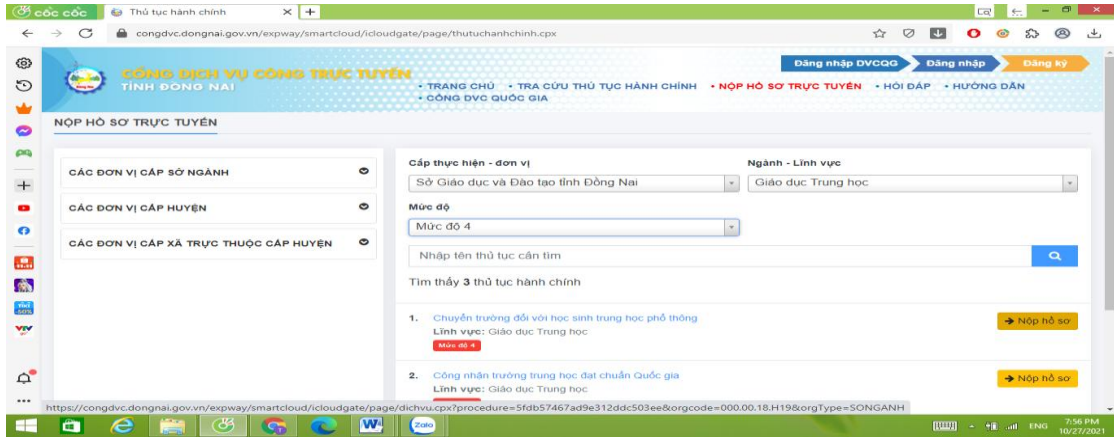 cốc cốc
Thủ tục hành chính
congdvc.dongnai.gov.vn/expway/smartcloud/icloudgate/page/thutuchanhchinh.cpx
CỔNG DỊCH VỤ CÔNG TRỰC TUYẾN
TỈNH ĐỒNG NAI
Đăng nhập DVCQG
Đăng nhập
Đăng ký
• TRANG CHỦ • TRA CỨU THỦ TỤC HÀNH CHÍNH • NỘP HỒ SƠ TRỰC TUYẾN • HỎI ĐÁP • HƯỚNG DẪN
• CỔNG DVC QUỐC GIA
NỘP HỒ SƠ TRỰC TUYẾN
CÁC ĐƠN VỊ CẤP SỞ NGÀNH
CÁC ĐƠN VỊ CẤP HUYỆN
CÁC ĐƠN VỊ CẤP XÃ TRỰC THUỘC CẤP HUYỆN
Cấp thực hiện - đơn vị
Sở Giáo dục và Đào tạo tỉnh Đồng Nai
Ngành - Lĩnh vực
Giáo dục Trung học
Mức độ
Mức độ 4
Nhập tên thủ tục cần tìm
Tìm thấy 3 thủ tục hành chính
1. Chuyển trường đối với học sinh trung học phổ thông
Lĩnh vực: Giáo dục Trung học
Mức độ 4
Nộp hồ sơ
2. Công nhận trường trung học đạt chuẩn Quốc gia
Lĩnh vực: Giáo dục Trung học
Nộp hồ sơ
https://congdvc.dongnai.gov.vn/expway/smartcloud/icloudgate/page/dichvu.cpx?procedure=5fdb57467ad9e312ddc503ee&orgcode=000.00.18.H19&orgType=SONGANH
Zalo
ENG
7:56 PM
10/27/2021